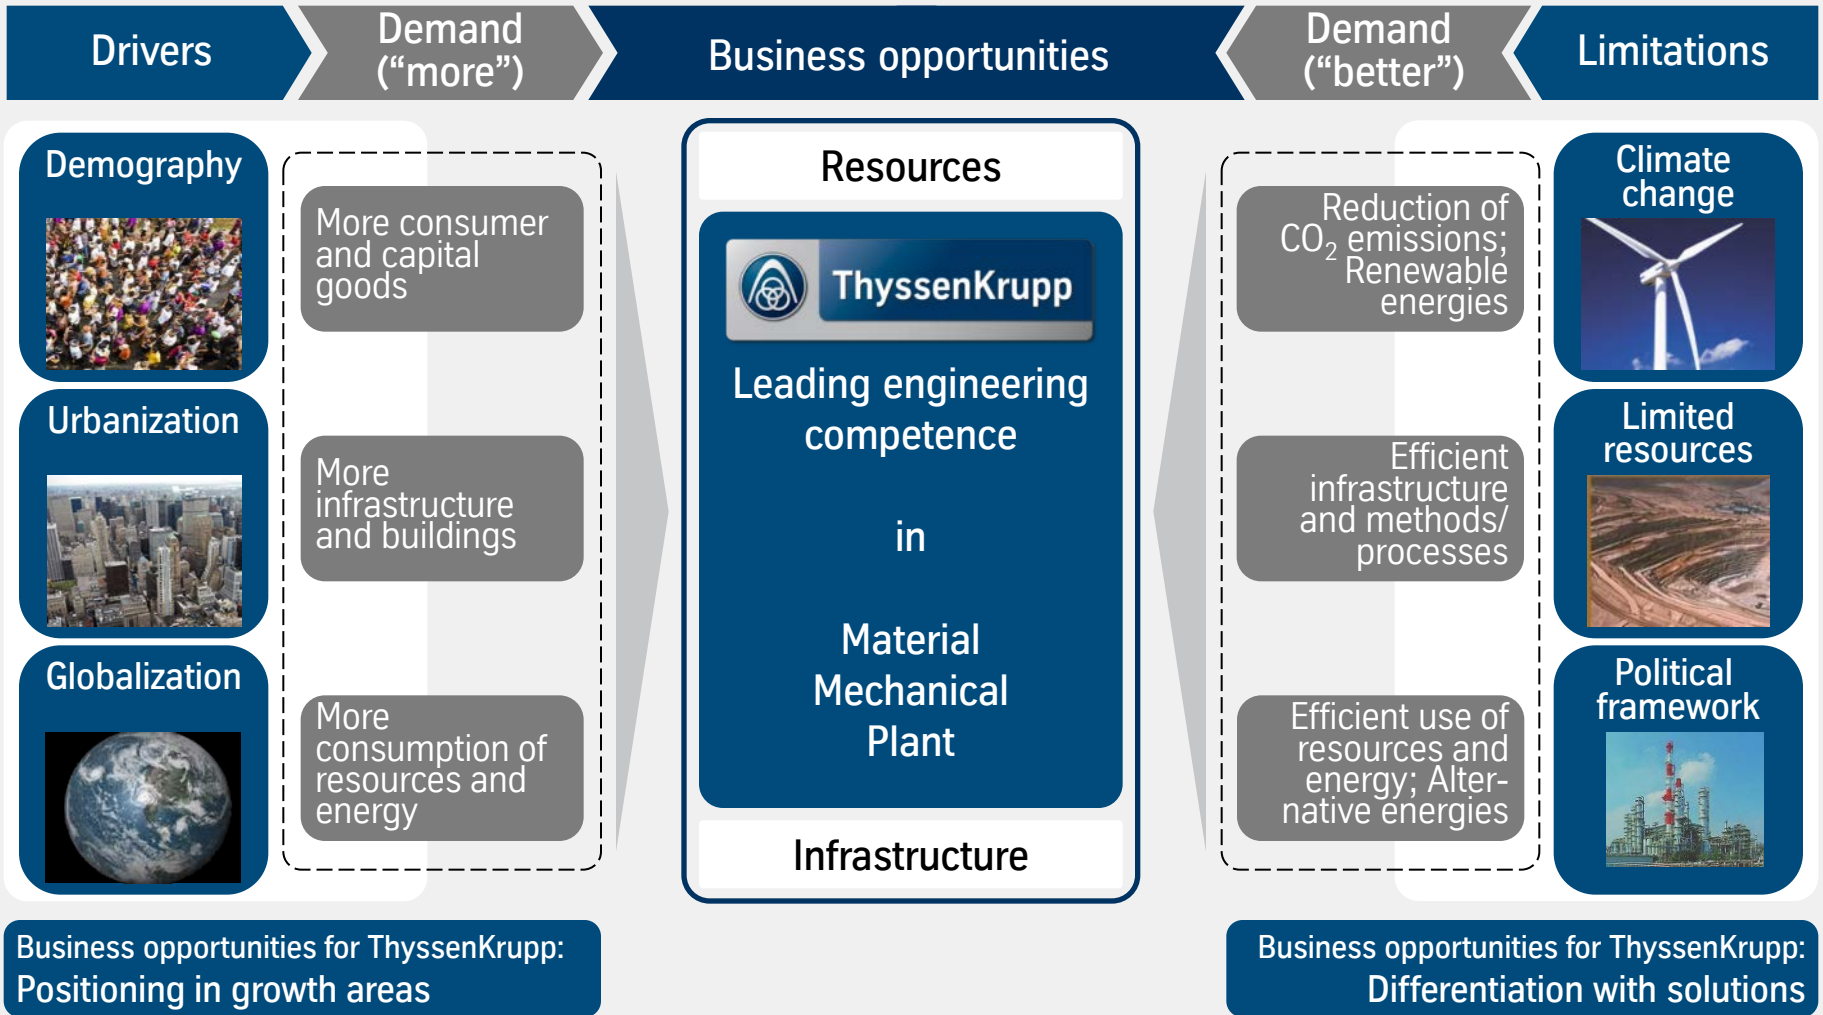 Drivers
Demand
(“more”)
Business opportunities
Demand
(“better”)
Limitations
Demography
More consumer
and capital
goods
Urbanization
More
infrastructure
and buildings
Globalization
More
consumption of
resources and
energy
Resources
ThyssenKrupp
Leading engineering
competence
in
Material
Mechanical
Plant
Infrastructure
Reduction of
CO₂ emissions;
Renewable
energies
Climate
change
Efficient
infrastructure
and methods/
processes
Limited
resources
Efficient use of
resources and
energy; Alter-
native energies
Political
framework
Business opportunities for ThyssenKrupp:
Positioning in growth areas
Business opportunities for ThyssenKrupp:
Differentiation with solutions